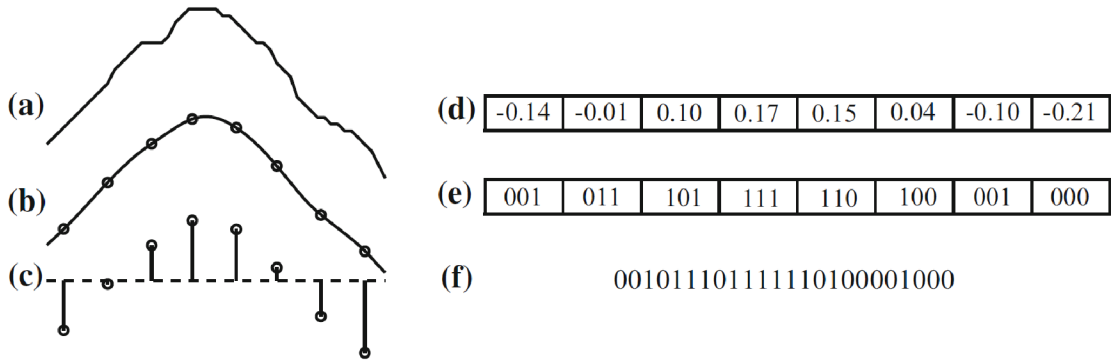 (a)
(b)
(c)
(d) -0.14 -0.01 0.10 0.17 0.15 0.04 -0.10 -0.21
(e) 001 011 101 111 110 100 001 000
(f) 001011101111110100001000